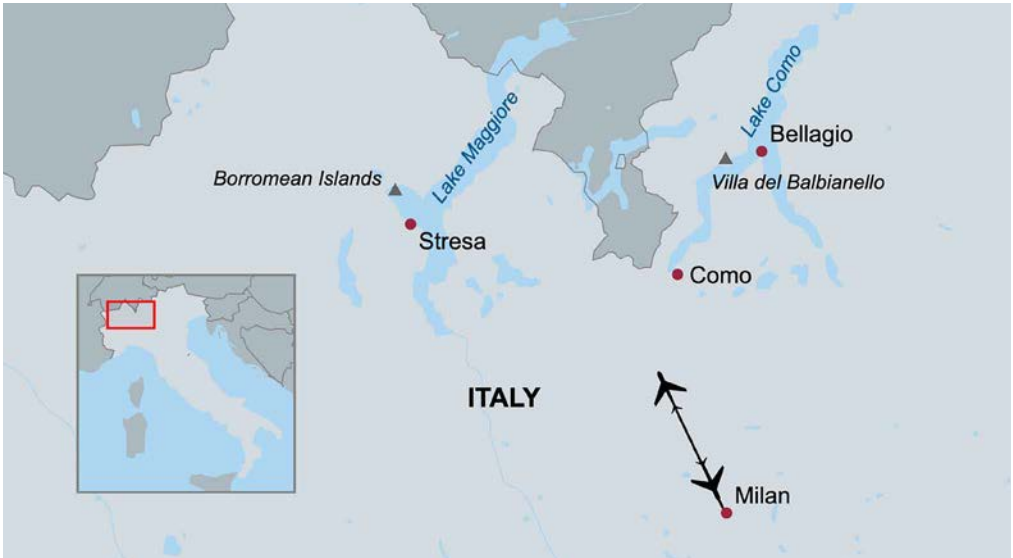 Lake Maggiore
Lake Como
Bellagio
Borromean Islands
Villa del Balbianello
Stresa
Como
ITALY
Milan